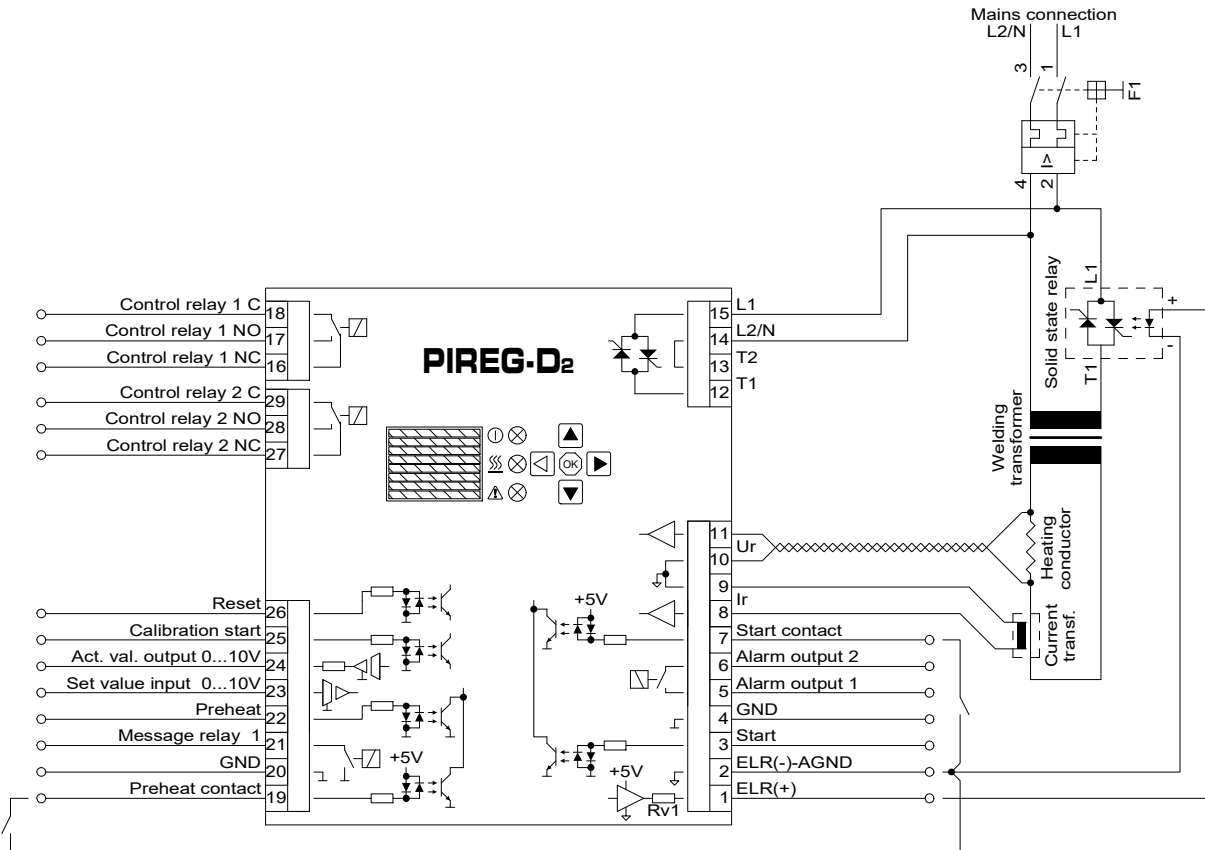 Mains connection
L2/N L1
3 1
F1
I>
4 2
Solid state relay
L1
+
-
T1
Welding
transformer
Heating
conductor
Current
transf.
PIREG-D2
OK
Control relay 1 C 18
Control relay 1 NO 17
Control relay 1 NC 16
Control relay 2 C 29
Control relay 2 NO 28
Control relay 2 NC 27
15 L1
14 L2/N
13 T2
12 T1
11
Ur
10
9
Ir
8
Reset 26
Calibration start 25
Act. val. output 0...10V 24
Set value input 0...10V 23
Preheat 22
Message relay 1 21
GND 20
Preheat contact 19
+5V
+5V
+5V
Rv1
7 Start contact
6 Alarm output 2
5 Alarm output 1
4 GND
3 Start
2 ELR(-)-AGND
1 ELR(+)